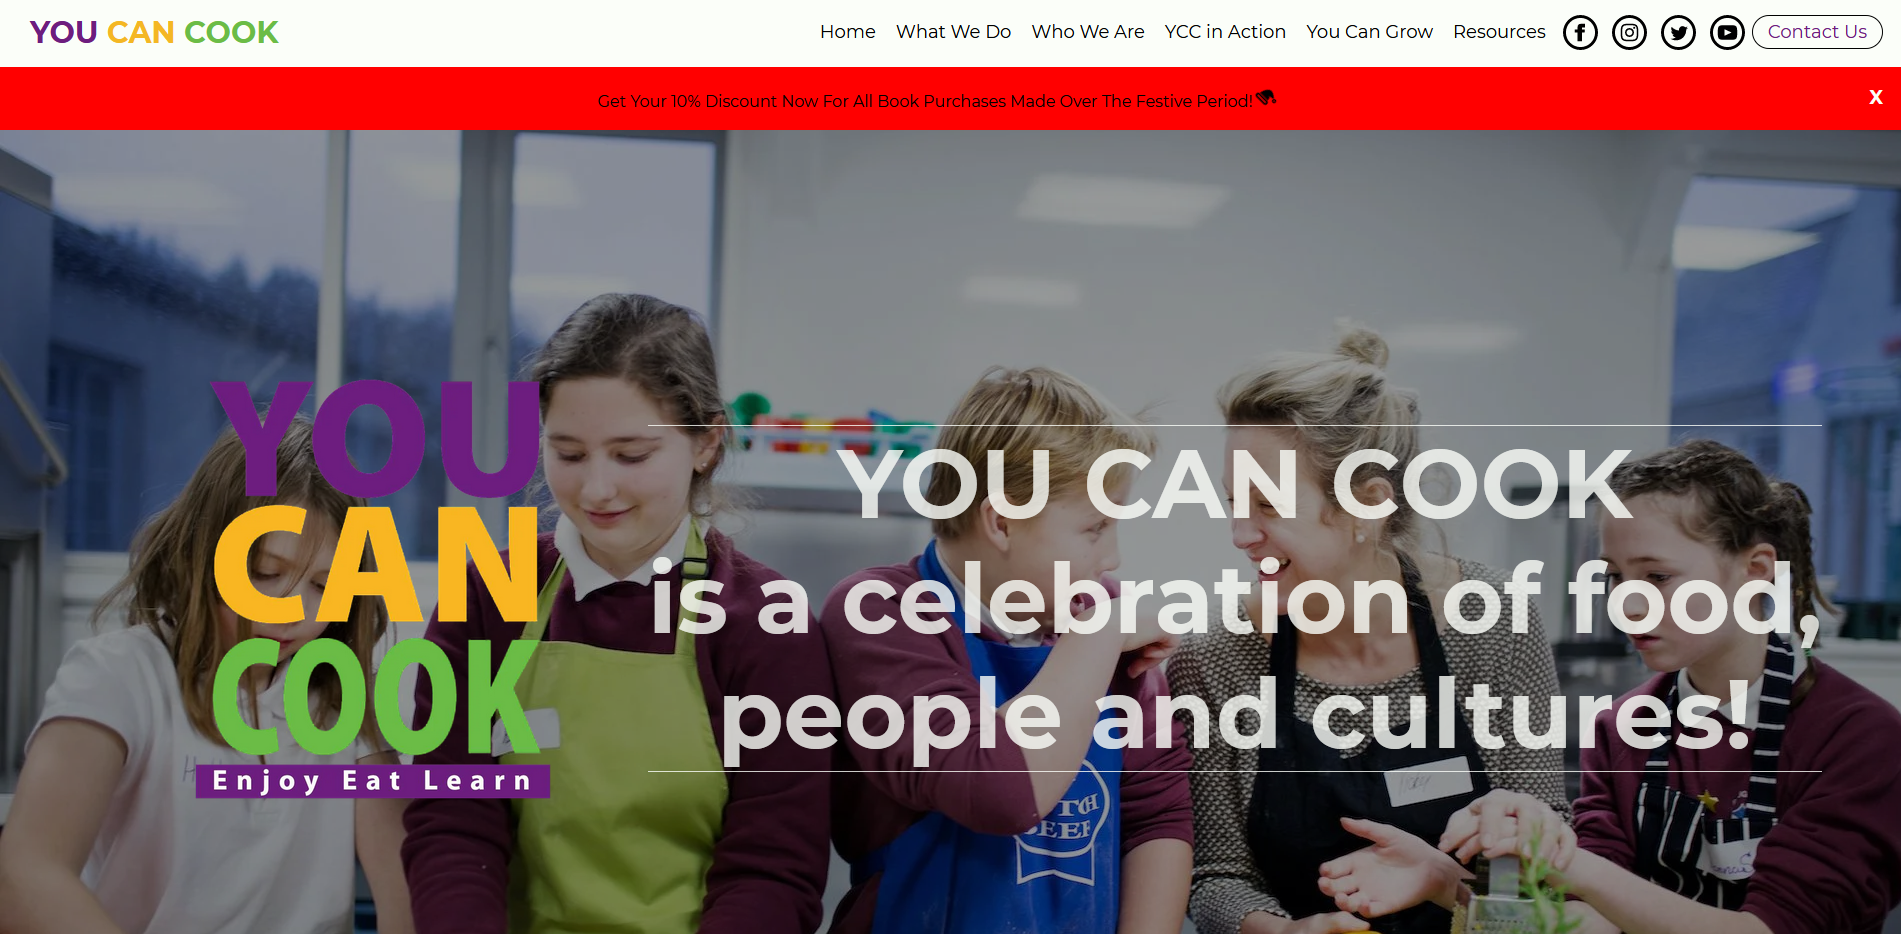 YOU CAN COOK
Home What We Do Who We Are YCC in Action You Can Grow Resources Contact Us
Get Your 10% Discount Now For All Book Purchases Made Over The Festive Period!
X
YOU
CAN
COOK
Enjoy Eat Learn
YOU CAN COOK
is a celebration of food,
people and cultures!